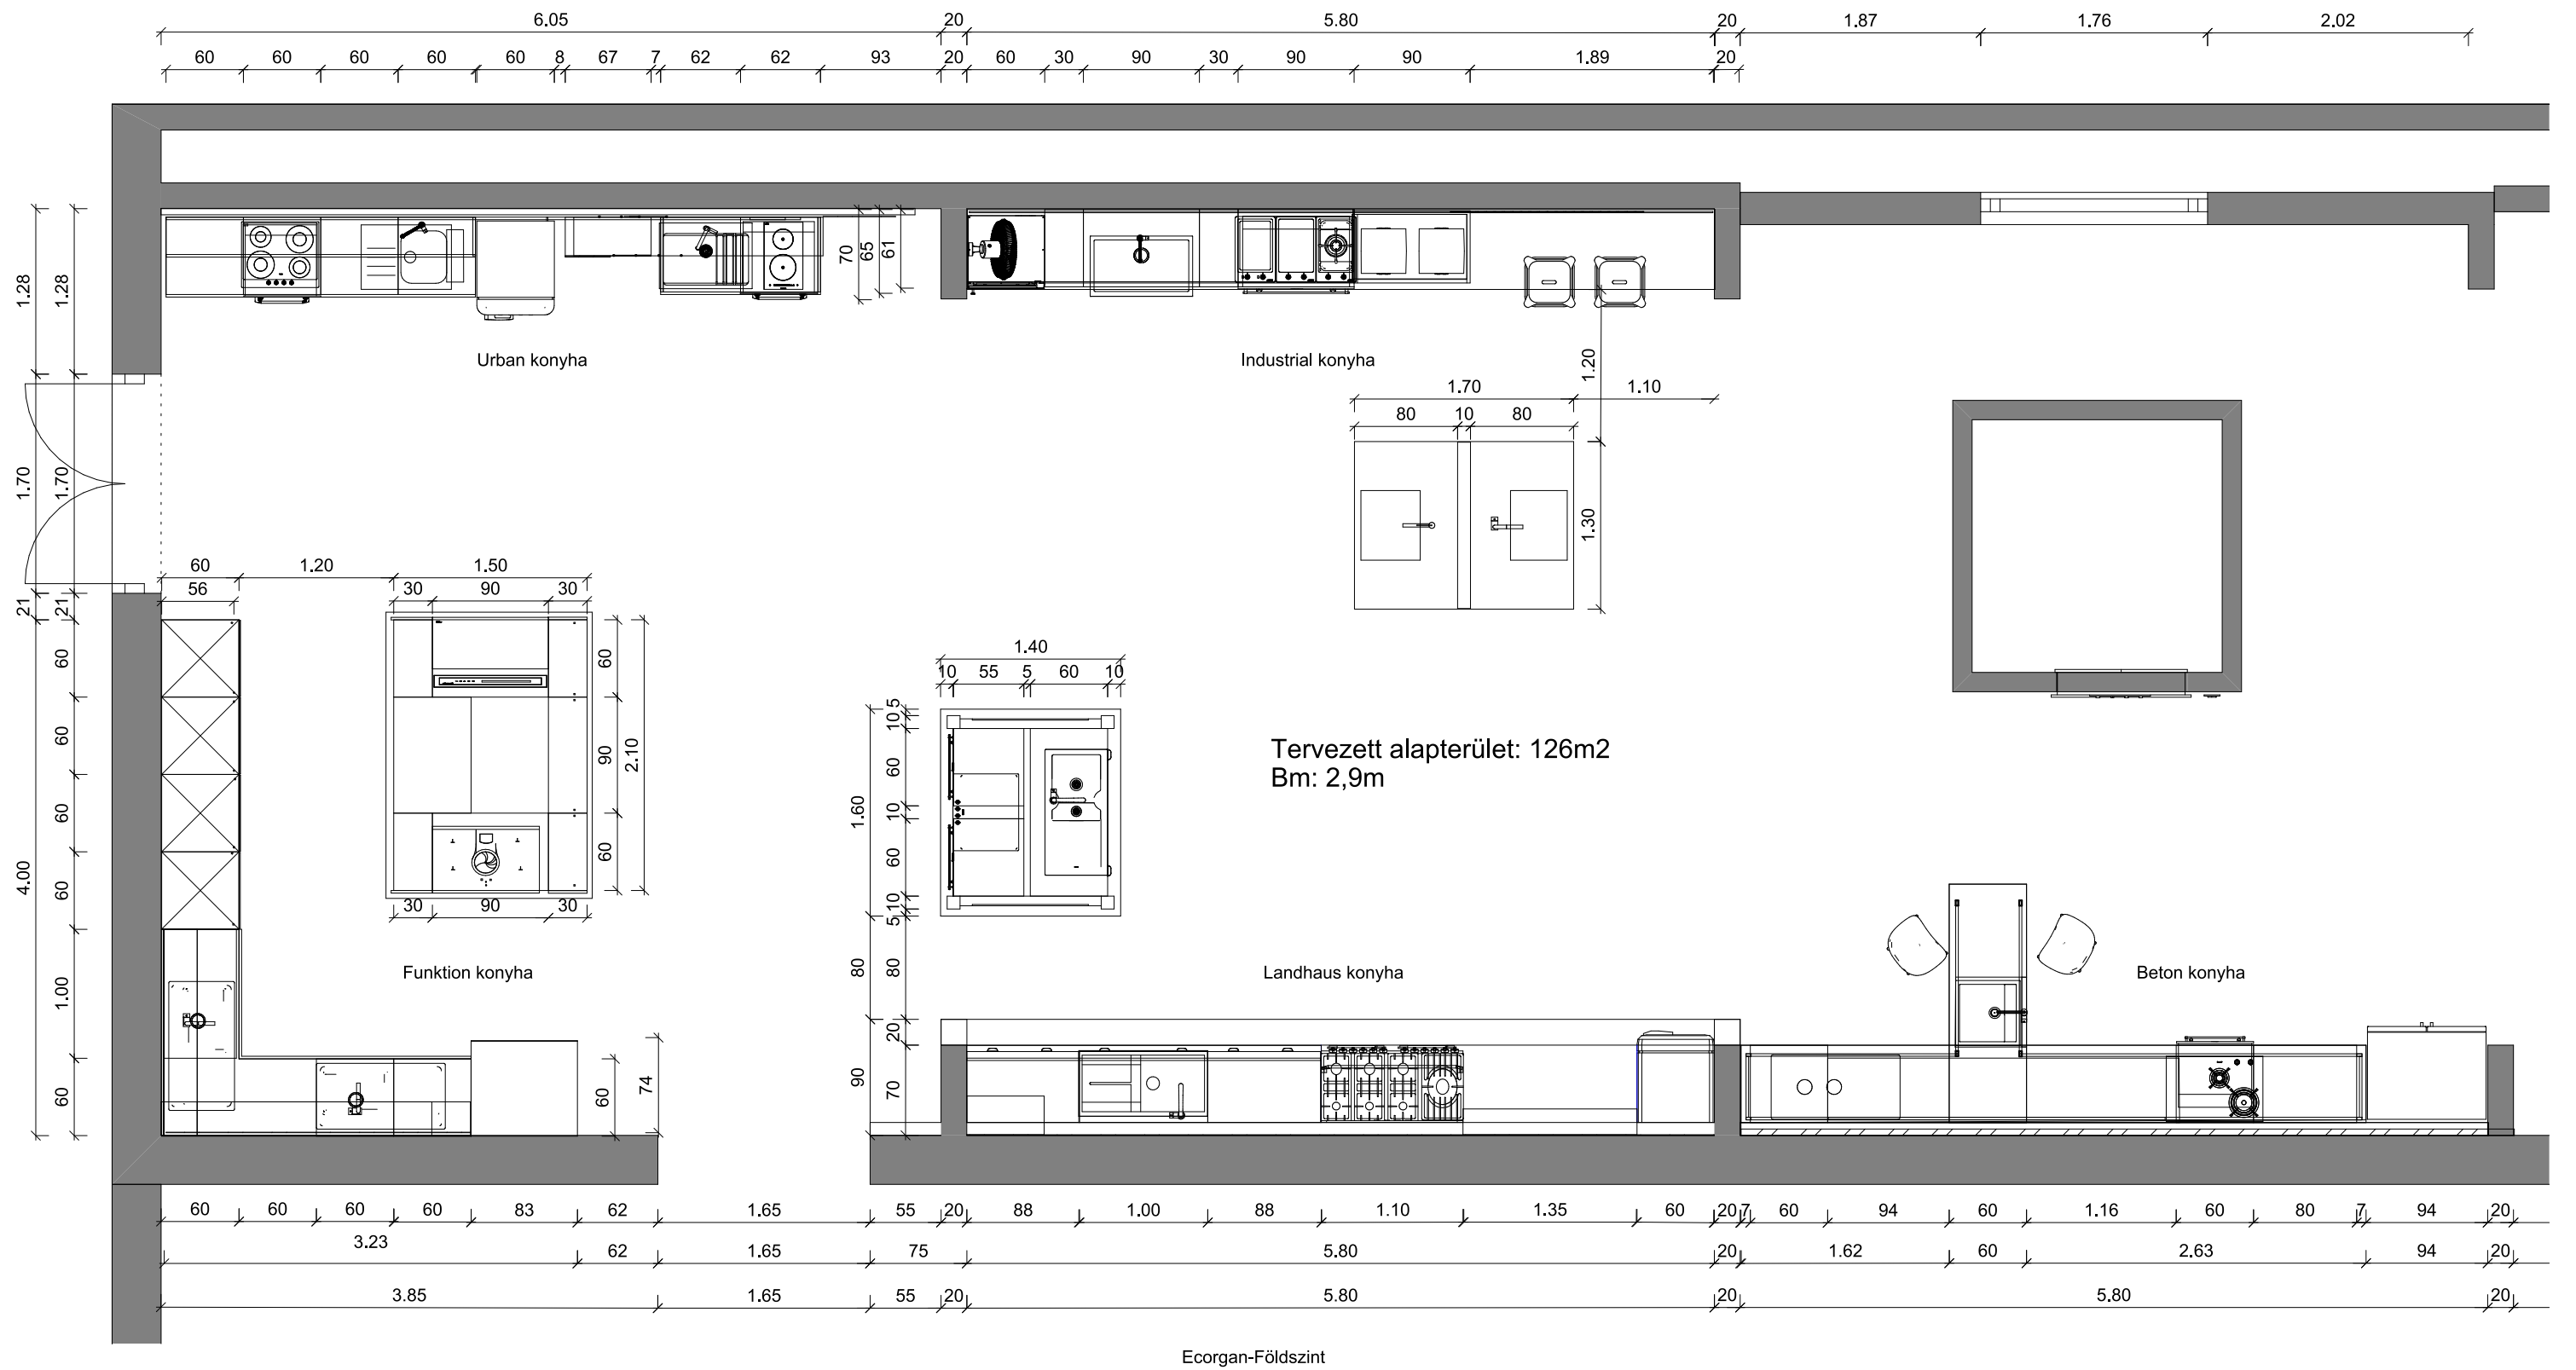 6.05 20 5.80 20 1.87 1.76 2.02
60 60 60 60 60 8 67 7 62 62 93 20 60 30 90 30 90 90 1.89 20
1.28 1.28
70 65 61
Urban konyha
Industrial konyha
1.20
1.70 1.10
80 10 80
1.70 1.70
1.30
60 1.20 1.50
56 30 90 30
21 21
60 60
1.40
10 55 5 60 10
60 90 2.10
10 5
Tervezett alapterület: 126m2
Bm: 2,9m
60
1.60 10
60
4.00 60 60 60
30 90 30
5 10
Funktion konyha
Landhaus konyha
Beton konyha
1.00
80 80
20
60 60 74
90 70
60 60 60 60 83 62 1.65 55 20 88 1.00 88 1.10 1.35 60 20 7 60 94 60 1.16 60 80 7 94 20
3.23 62 1.65 75 5.80 20 1.62 60 2.63 94 20
3.85 1.65 55 20 5.80 20 5.80 20
Ecorgan-Földszint